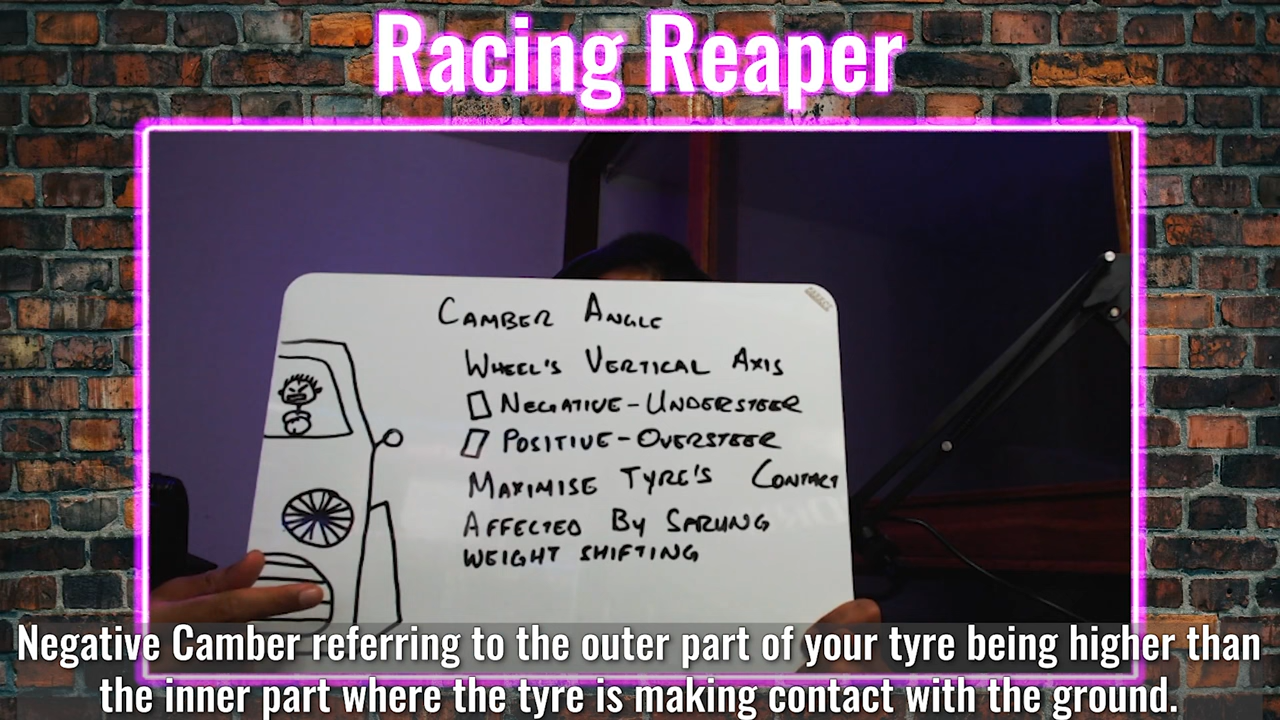 Racing Reaper
CAMBER ANGLE
WHEEL'S VERTICAL AXIS
NEGATIVE-UNDERSTEER
POSITIVE-OVERSTEER
MAXIMISE TYRE'S CONTACT
AFFECTED BY SPRUNG
WEIGHT SHIFTING
Negative Camber referring to the outer part of your tyre being higher than
the inner part where the tyre is making contact with the ground.